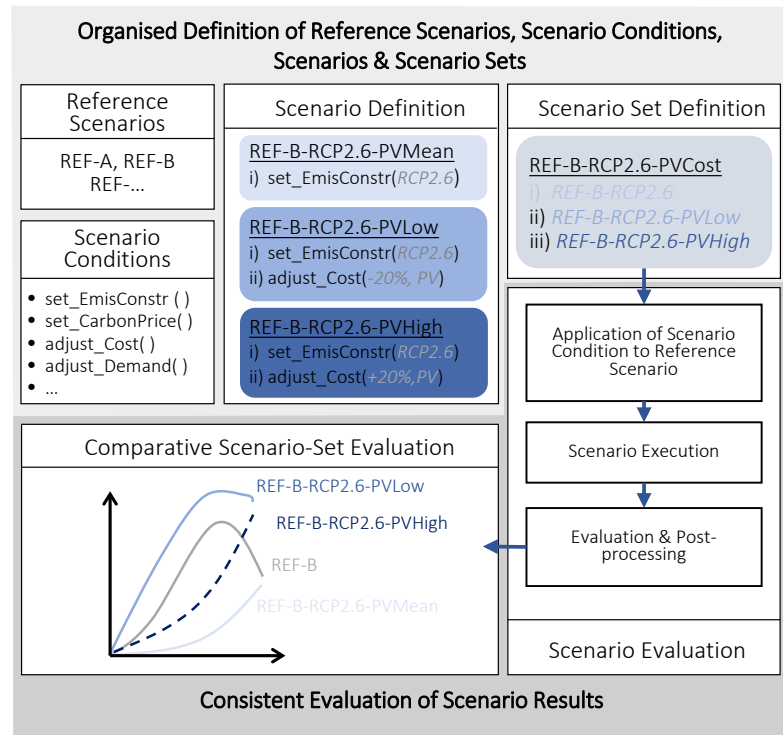 Organised Definition of Reference Scenarios, Scenario Conditions,
Scenarios & Scenario Sets
Reference
Scenarios
REF-A, REF-B
REF-...
Scenario
Conditions
• set_EmisConstr ( )
• set_CarbonPrice( )
• adjust_Cost( )
• adjust_Demand( )
• ...
Scenario Definition
REF-B-RCP2.6-PVMean
i) set_EmisConstr(RCP2.6)
REF-B-RCP2.6-PVLow
i) set_EmisConstr(RCP2.6)
ii) adjust_Cost(-20%, PV)
REF-B-RCP2.6-PVHigh
i) set_EmisConstr(RCP2.6)
ii) adjust_Cost(+20%,PV)
Scenario Set Definition
REF-B-RCP2.6-PVCost
i) REF-B-RCP2.6
ii) REF-B-RCP2.6-PVLow
iii) REF-B-RCP2.6-PVHigh
Application of Scenario
Condition to Reference
Scenario
Scenario Execution
Evaluation & Post-
processing
Scenario Evaluation
Comparative Scenario-Set Evaluation
REF-B-RCP2.6-PVLow
REF-B-RCP2.6-PVHigh
REF-B
REF-B-RCP2.6-PVMean
Consistent Evaluation of Scenario Results